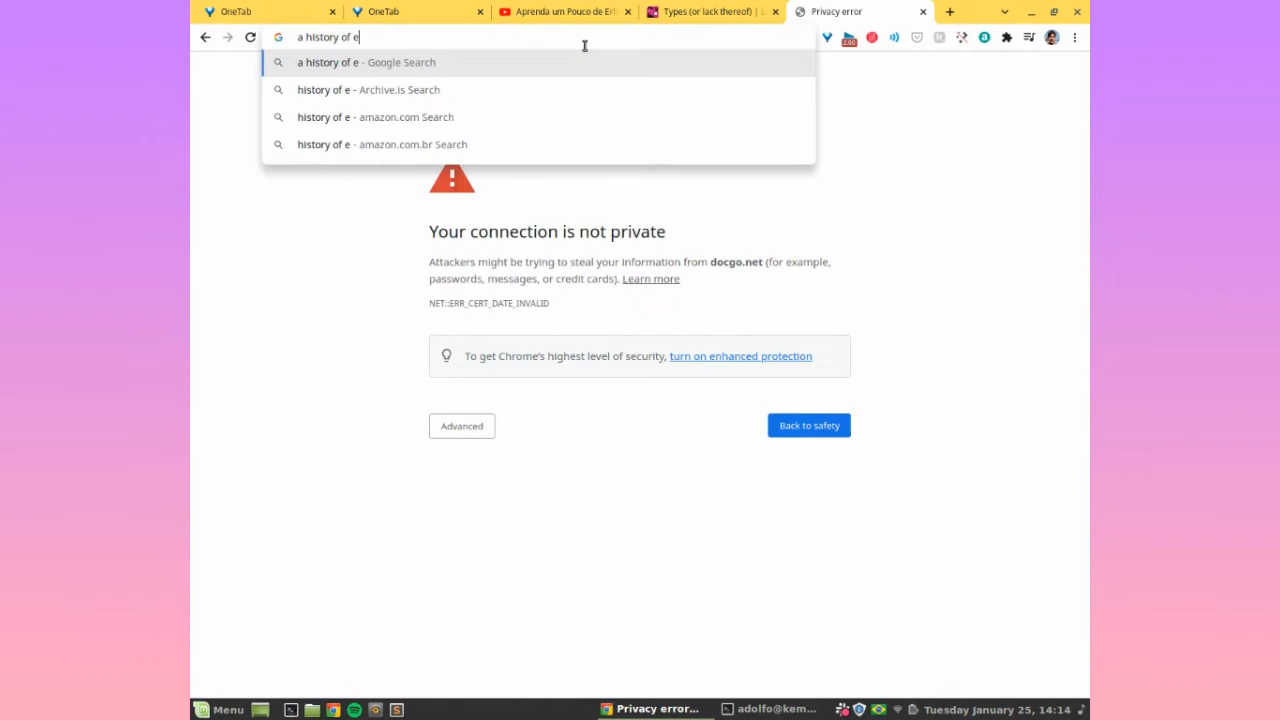 OneTab
OneTab
Aprenda um Pouco de Erl
Types (or lack thereof) | L
Privacy error
a history of e
2.00
a history of e - Google Search
history of e - Archive.is Search
history of e - amazon.com Search
history of e - amazon.com.br Search
Your connection is not private
Attackers might be trying to steal your information from docgo.net (for example,
passwords, messages, or credit cards). Learn more
NET::ERR_CERT_DATE_INVALID
To get Chrome's highest level of security, turn on enhanced protection
Advanced
Back to safety
Menu
Privacy error...
adolfo@kem...
Tuesday January 25, 14:14